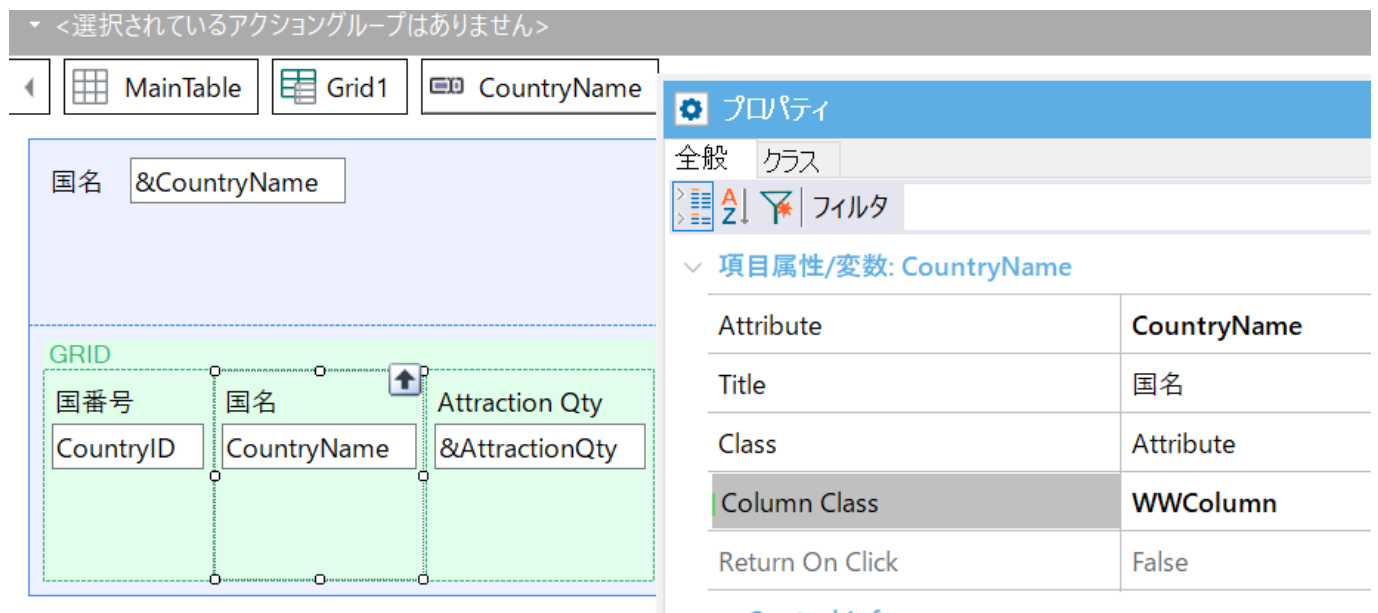 <選択されているアクショングループはありません>
MainTable Grid1 CountryName
国名 &CountryName
GRID
国番号 国名 Attraction Qty
CountryID CountryName &AttractionQty
プロパティ
全般 クラス
フィルタ
項目属性/変数: CountryName
Attribute CountryName
Title 国名
Class Attribute
Column Class WWColumn
Return On Click False